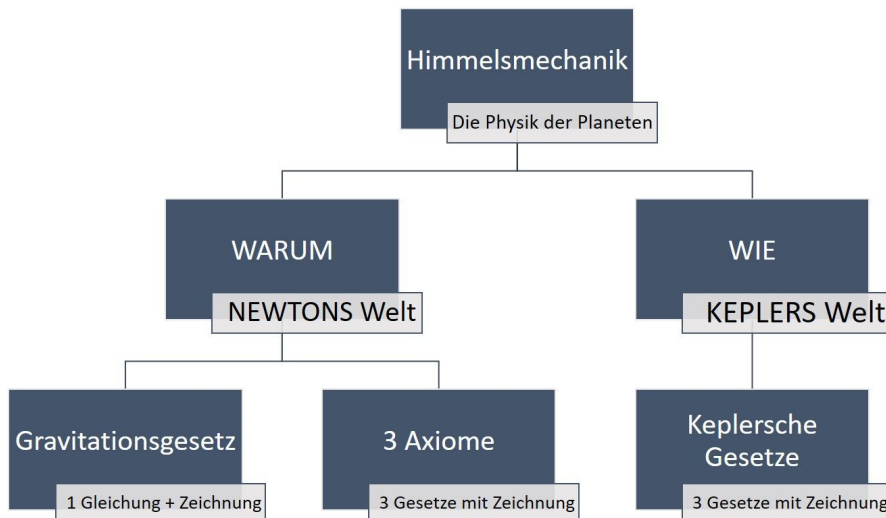 Himmelsmechanik
Die Physik der Planeten
WARUM
NEWTONS Welt
WIE
KEPLERS Welt
Gravitationsgesetz
1 Gleichung + Zeichnung
3 Axiome
3 Gesetze mit Zeichnung
Keplersche
Gesetze
3 Gesetze mit Zeichnung